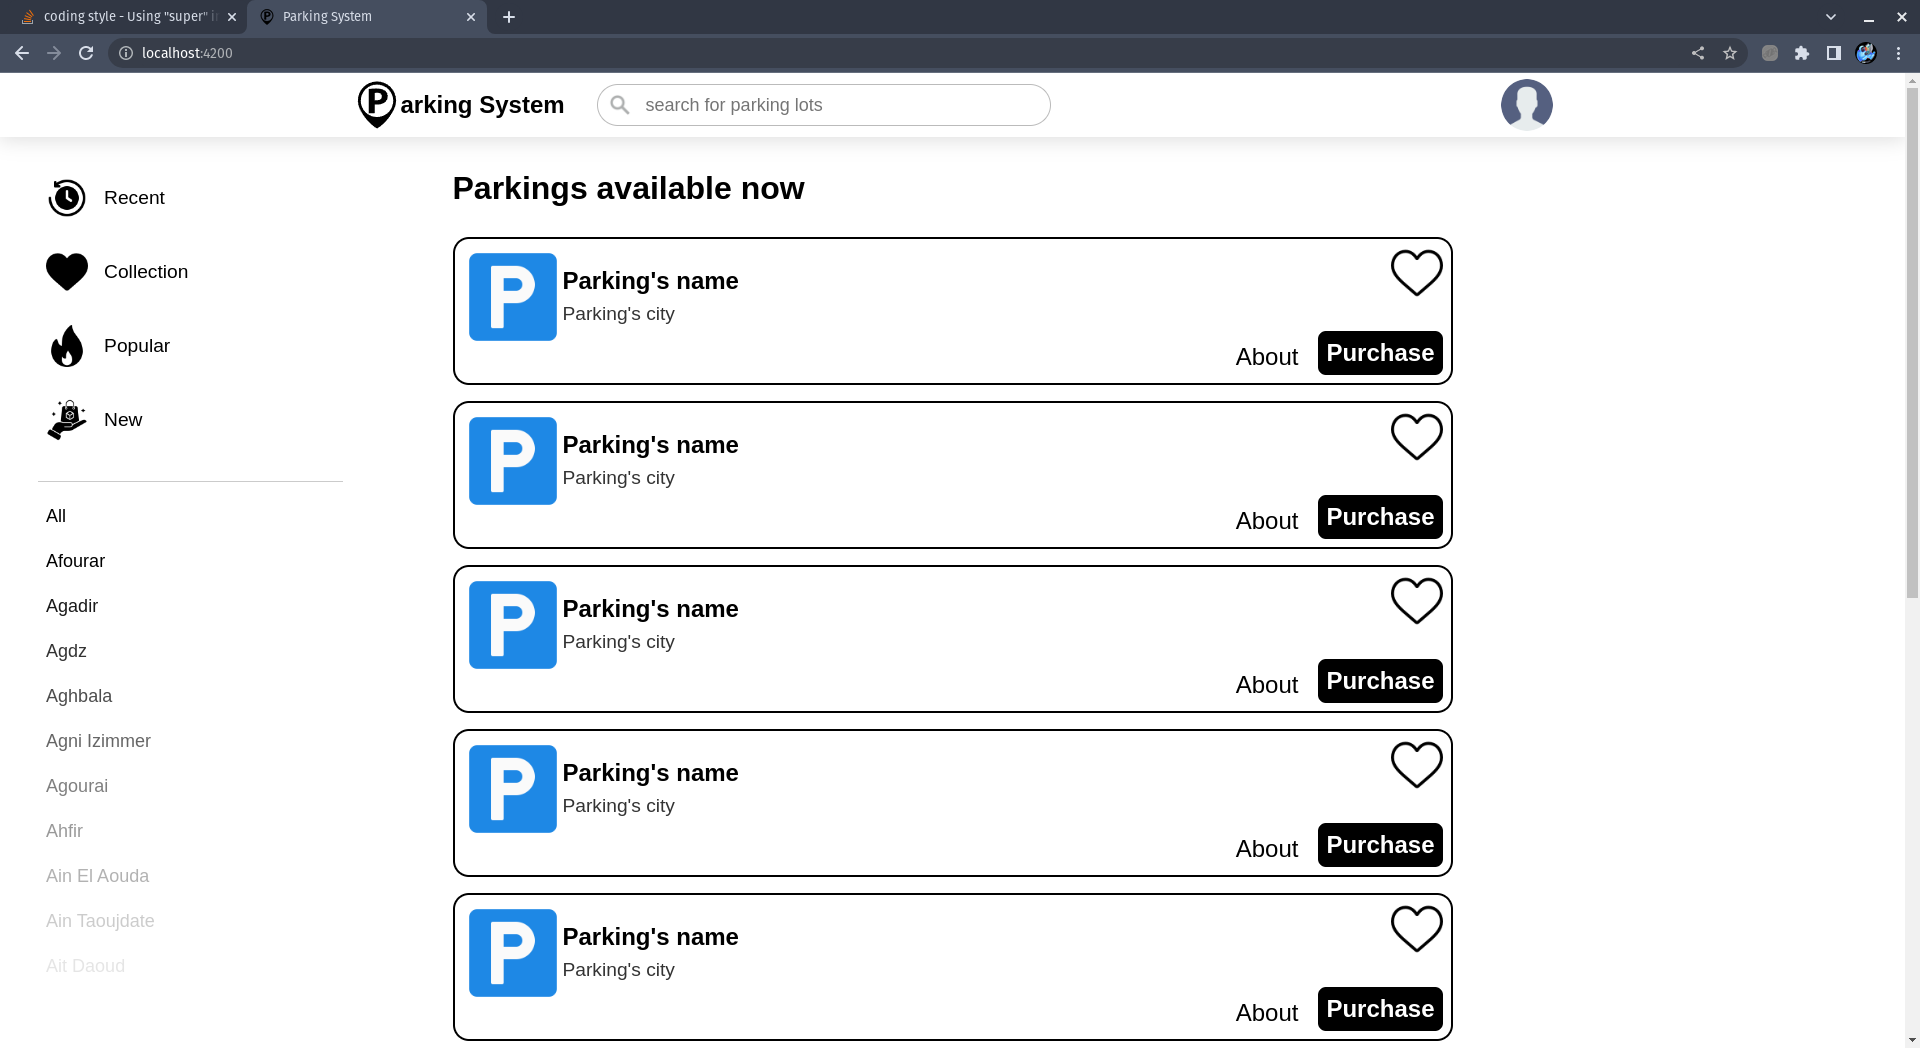 coding style - Using "super" i
Parking System
localhost:4200
Parking System
search for parking lots
Recent
Collection
Popular
New
All
Afourar
Agadir
Agdz
Aghbala
Agni Izimmer
Agourai
Ahfir
Ain El Aouda
Ain Taoujdate
Ait Daoud
Parkings available now
P
Parking's name
Parking's city
About
Purchase
P
Parking's name
Parking's city
About
Purchase
P
Parking's name
Parking's city
About
Purchase
P
Parking's name
Parking's city
About
Purchase
P
Parking's name
Parking's city
About
Purchase